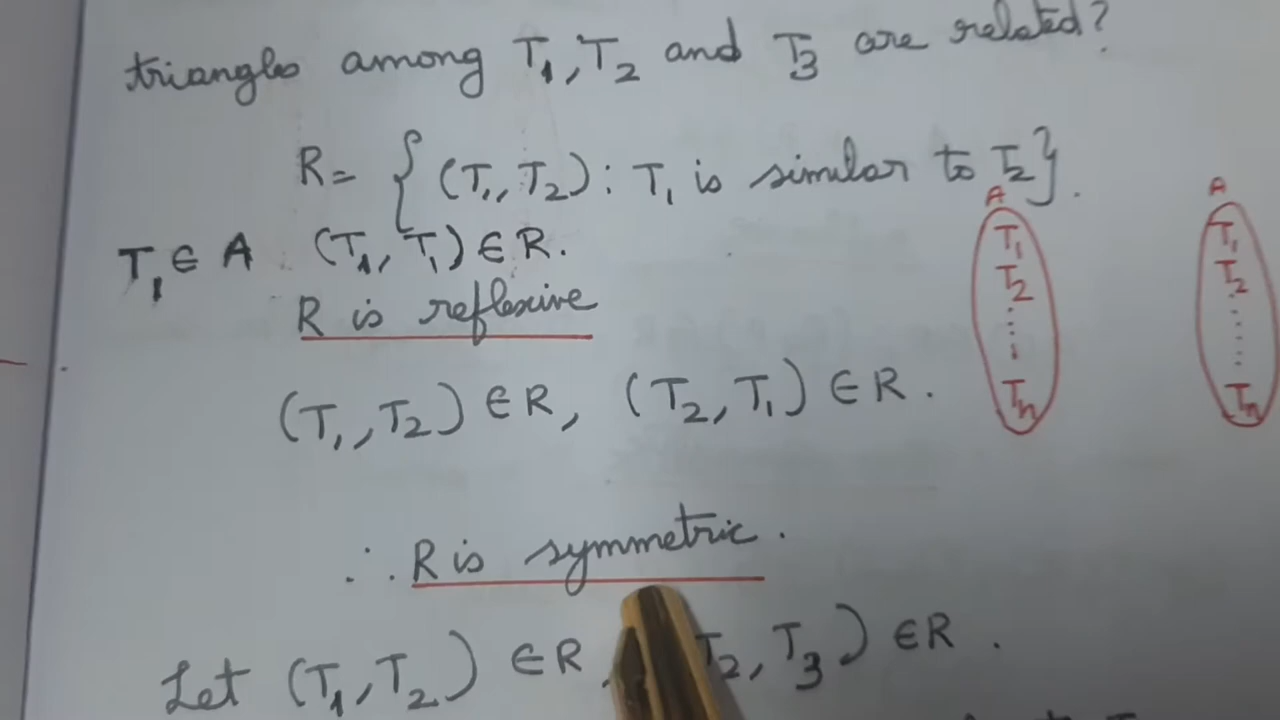 triangles among T₁, T₂ and T₃ are related?
R = { (T₁, T₂) : T₁ is similar to T₂ }.
A
T₁
T₂
Tn
A
T₁
T₂
Tn
T₁ ∈ A (T₁, T₁) ∈ R.
R is reflexive
(T₁, T₂) ∈ R, (T₂, T₁) ∈ R.
∴ R is symmetric.
Let (T₁, T₂) ∈ R, T₂, T₃) ∈ R.